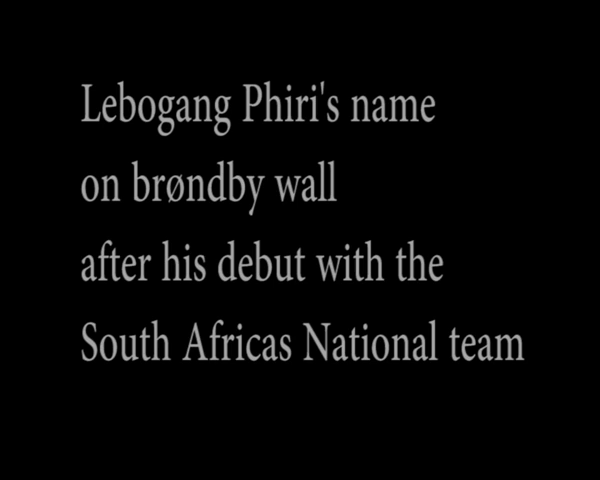 Lebogang Phiri's name
on brøndby wall
after his debut with the
South Africas National team